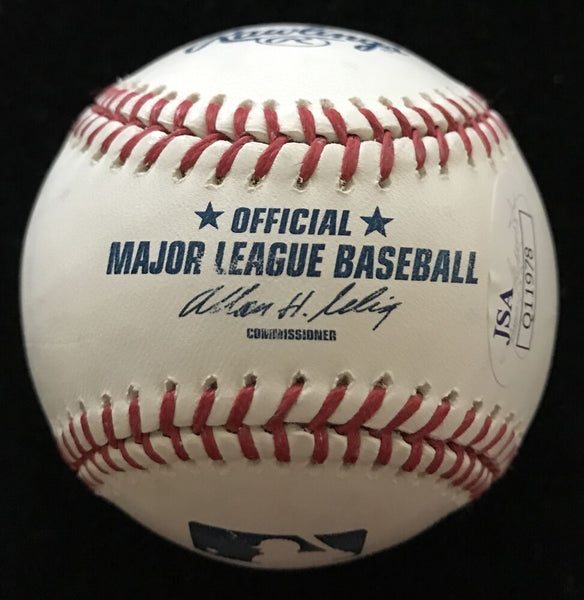 Rawlings
★ OFFICIAL ★
MAJOR LEAGUE BASEBALL
Allan H. Selig
COMMISSIONER
JSA
Q11978